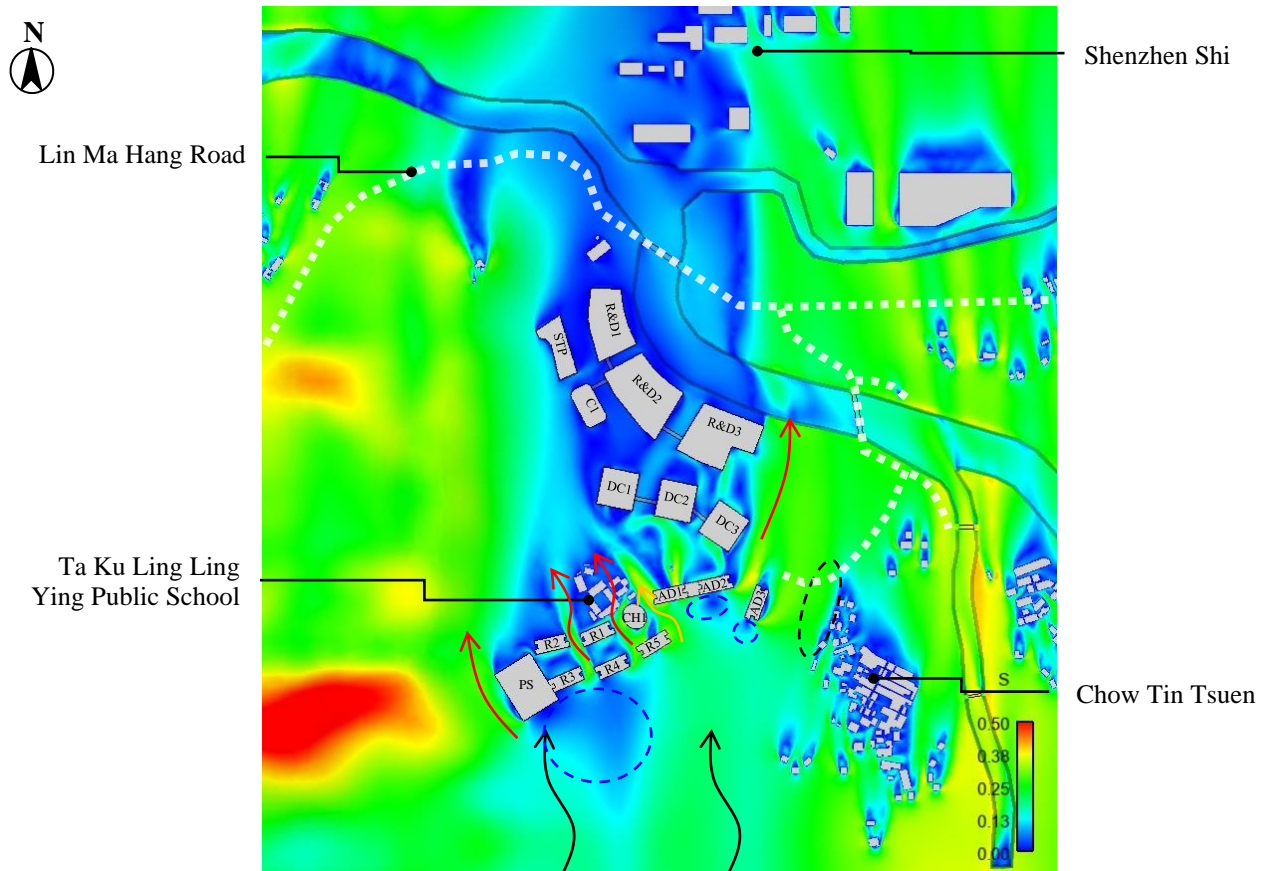 N
Shenzhen Shi
Lin Ma Hang Road
R&D1
STP
R&D2
C1
R&D3
DC1
DC2
DC3
Ta Ku Ling Ling
Ying Public School
AD1
AD2
AD3
CH1
R2
R1
R5
R4
R3
PS
S
Chow Tin Tsuen
0.50
0.38
0.25
0.13
0.00